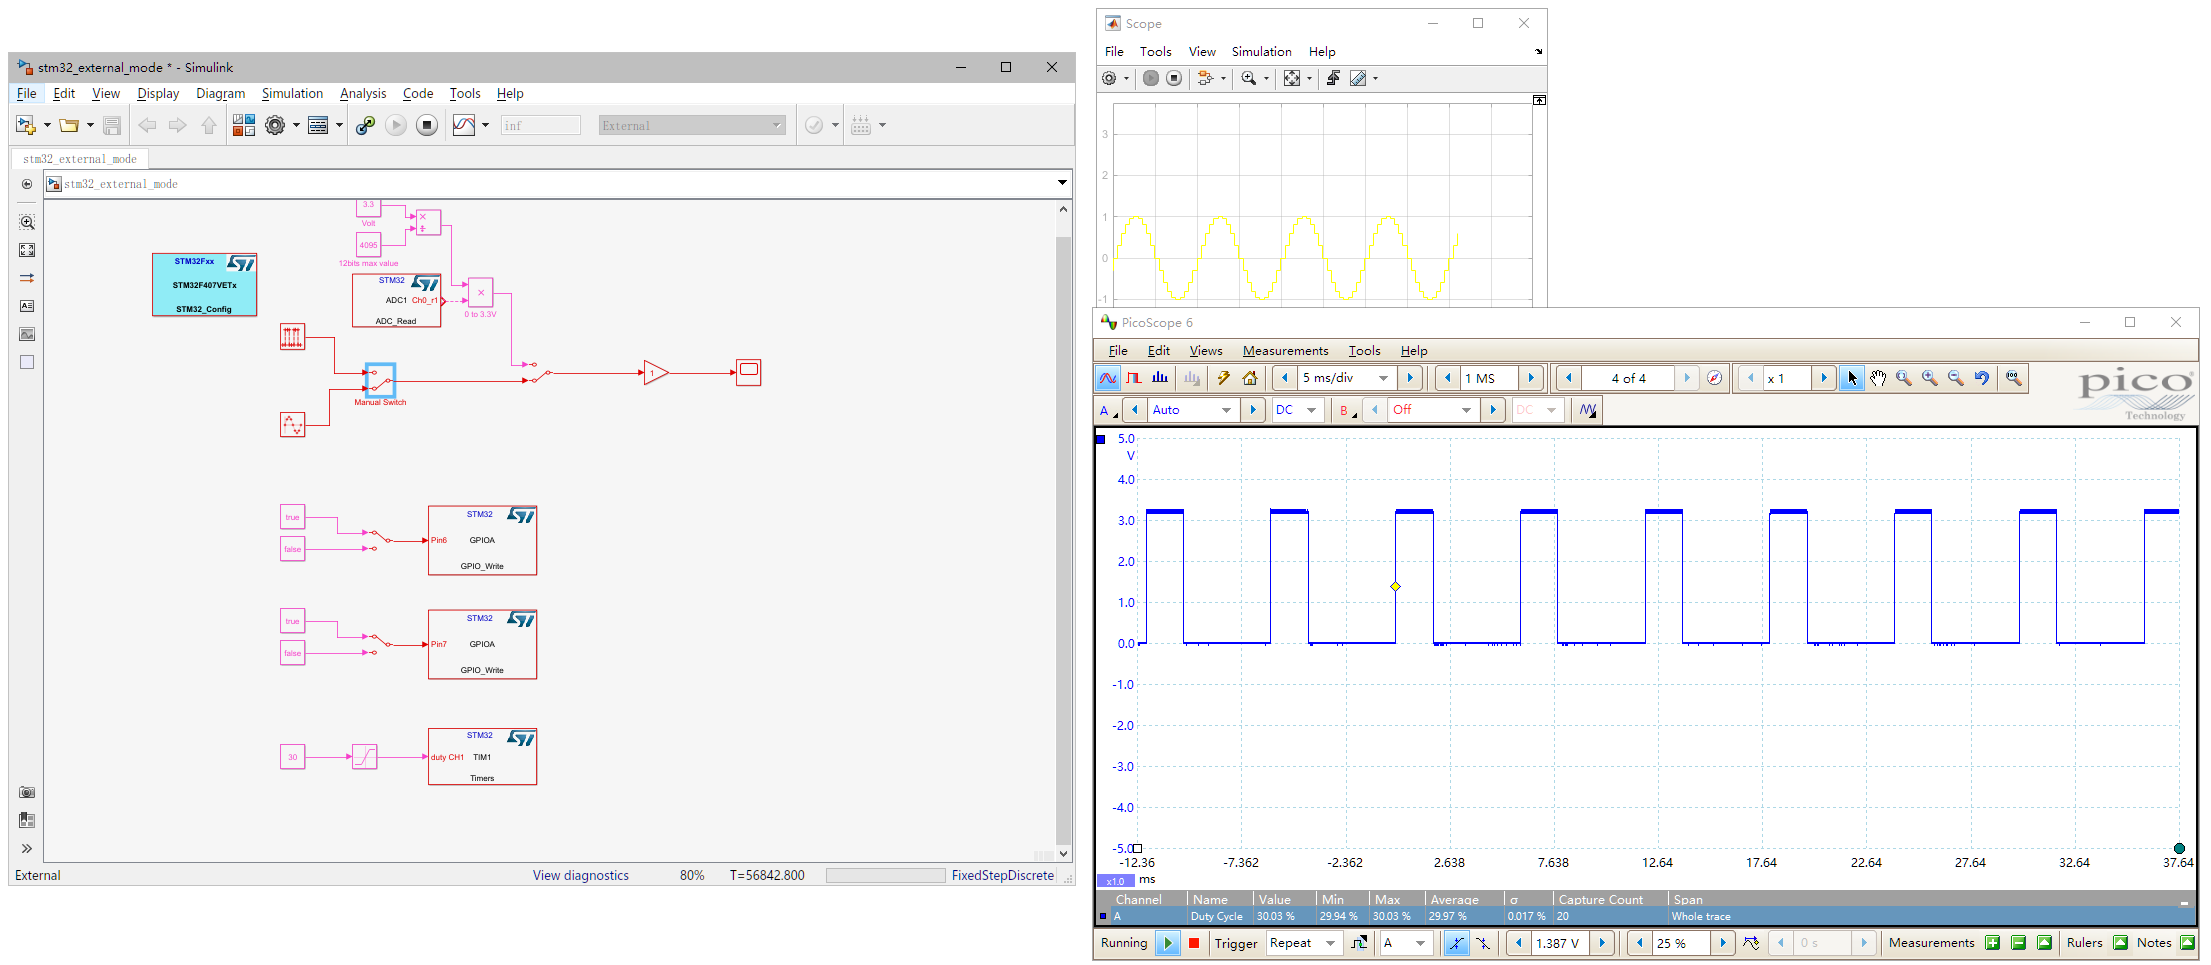 stm32_external_mode * - Simulink
File Edit View Display Diagram Simulation Analysis Code Tools Help
inf External
stm32_external_mode
stm32_external_mode
3.3
Volt
4095
12bits max value
STM32Fxx
STM32F407VETx
STM32_Config
STM32
ADC1 Ch0_r1
ADC_Read
0 to 3.3V
Manual Switch
1
true
false
STM32
Pin6 GPIOA
GPIO_Write
true
false
STM32
Pin7 GPIOA
GPIO_Write
30
STM32
duty CH1 TIM1
Timers
External View diagnostics 80% T=56842.800 FixedStepDiscrete
Scope
File Tools View Simulation Help
3
2
1
0
-1
PicoScope 6
File Edit Views Measurements Tools Help
5 ms/div 1 MS 4 of 4 x 1
pico
Technology
A Auto DC B Off DC
5.0
V
4.0
3.0
2.0
1.0
0.0
-1.0
-2.0
-3.0
-4.0
-5.0
-12.36 -7.362 -2.362 2.638 7.638 12.64 17.64 22.64 27.64 32.64 37.64
x1.0 ms
Channel Name Value Min Max Average σ Capture Count Span
A Duty Cycle 30.03 % 29.94 % 30.03 % 29.97 % 0.017 % 20 Whole trace
Running Trigger Repeat A 1.387 V 25 % 0 s Measurements Rulers Notes